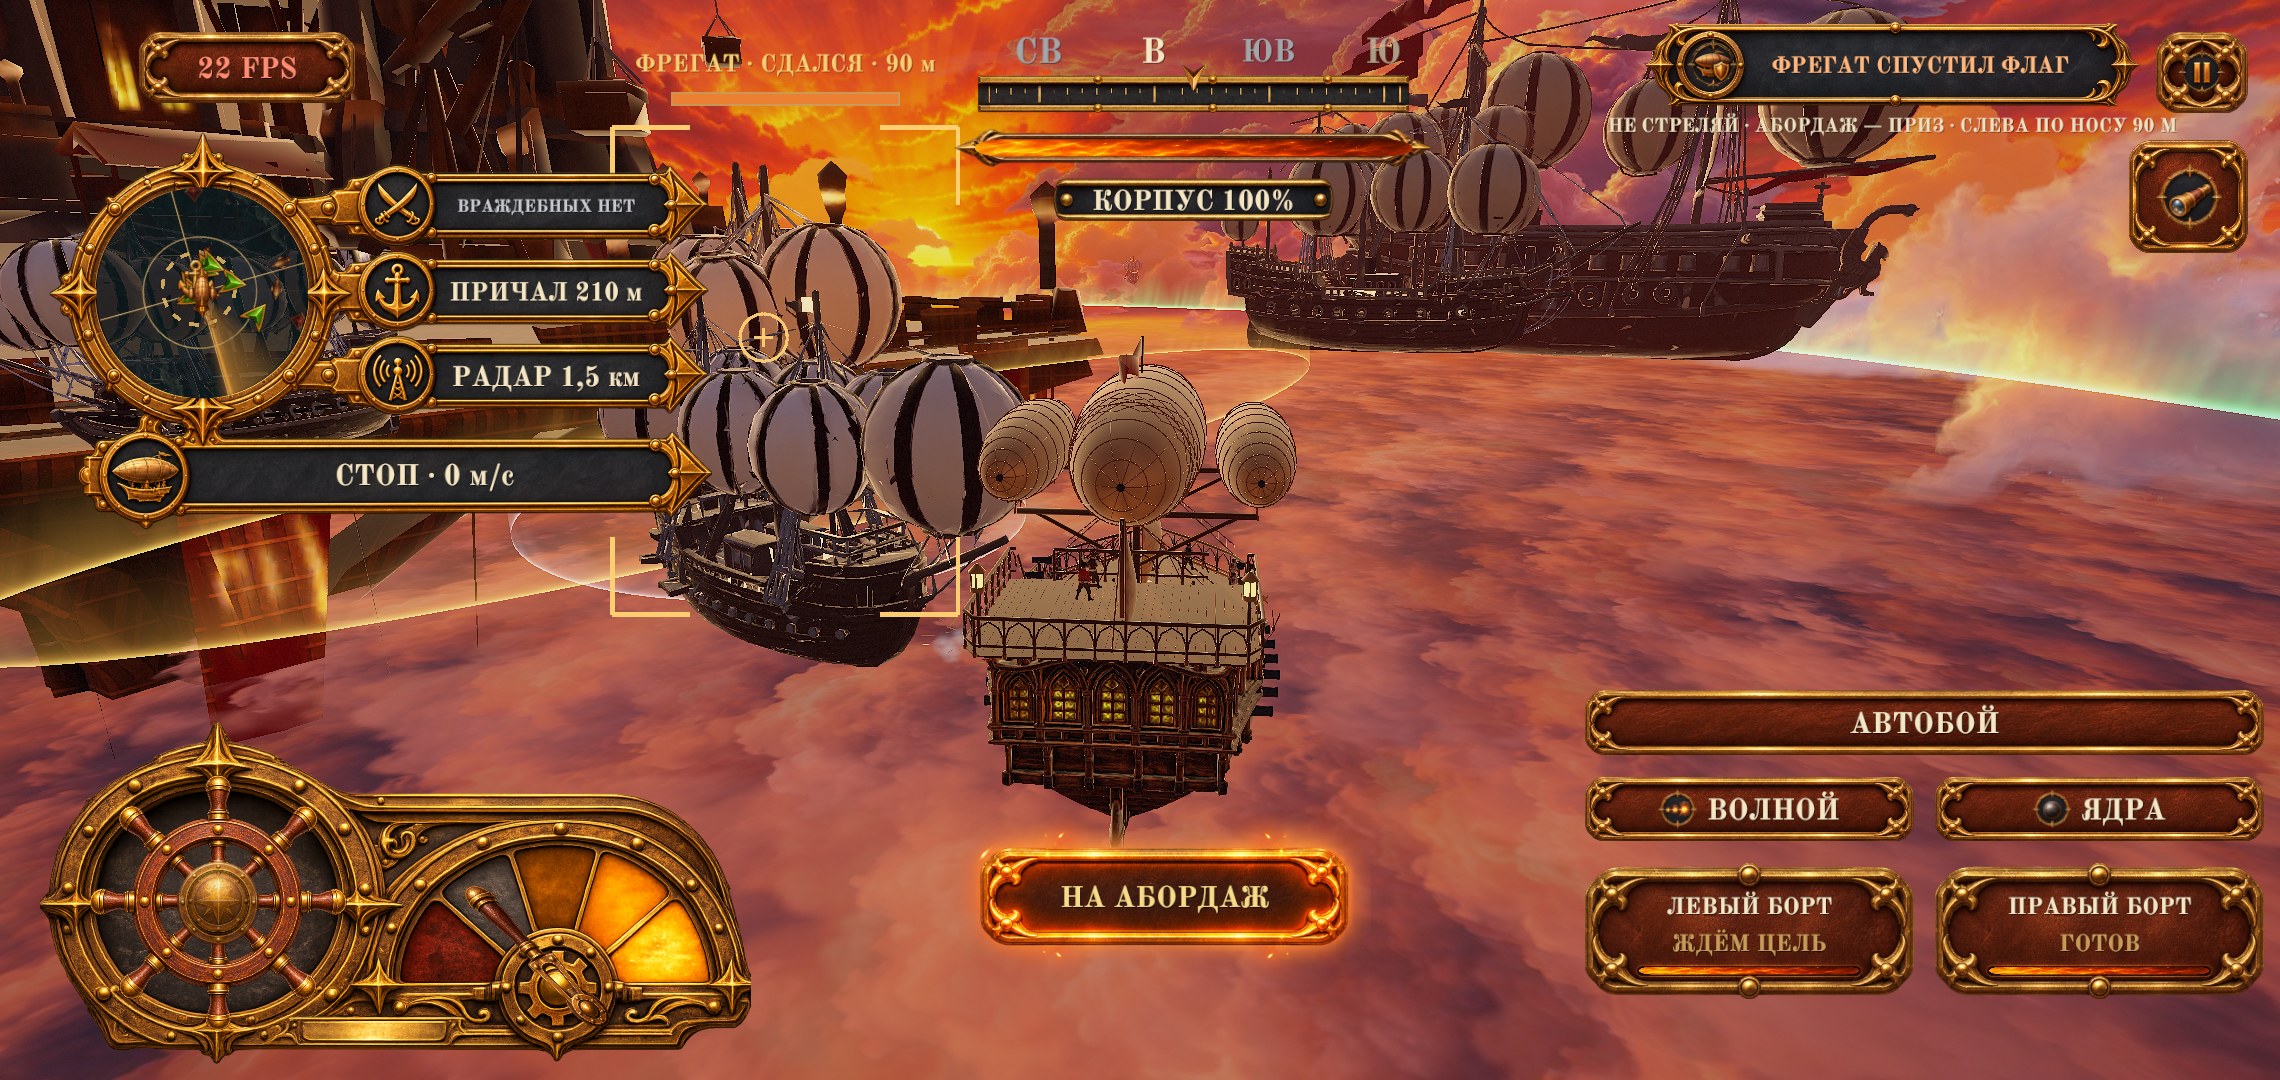 22 FPS
ФРЕГАТ · СДАЛСЯ · 90 м
СВ В ЮВ Ю
КОРПУС 100%
ФРЕГАТ СПУСТИЛ ФЛАГ
НЕ СТРЕЛЯЙ · АБОРДАЖ — ПРИЗ · СЛЕВА ПО НОСУ 90 М
ВРАЖДЕБНЫХ НЕТ
ПРИЧАЛ 210 м
РАДАР 1,5 км
СТОП · 0 м/с
НА АБОРДАЖ
АВТОБОЙ
ВОЛНОЙ
ЯДРА
ЛЕВЫЙ БОРТ
ЖДЁМ ЦЕЛЬ
ПРАВЫЙ БОРТ
ГОТОВ